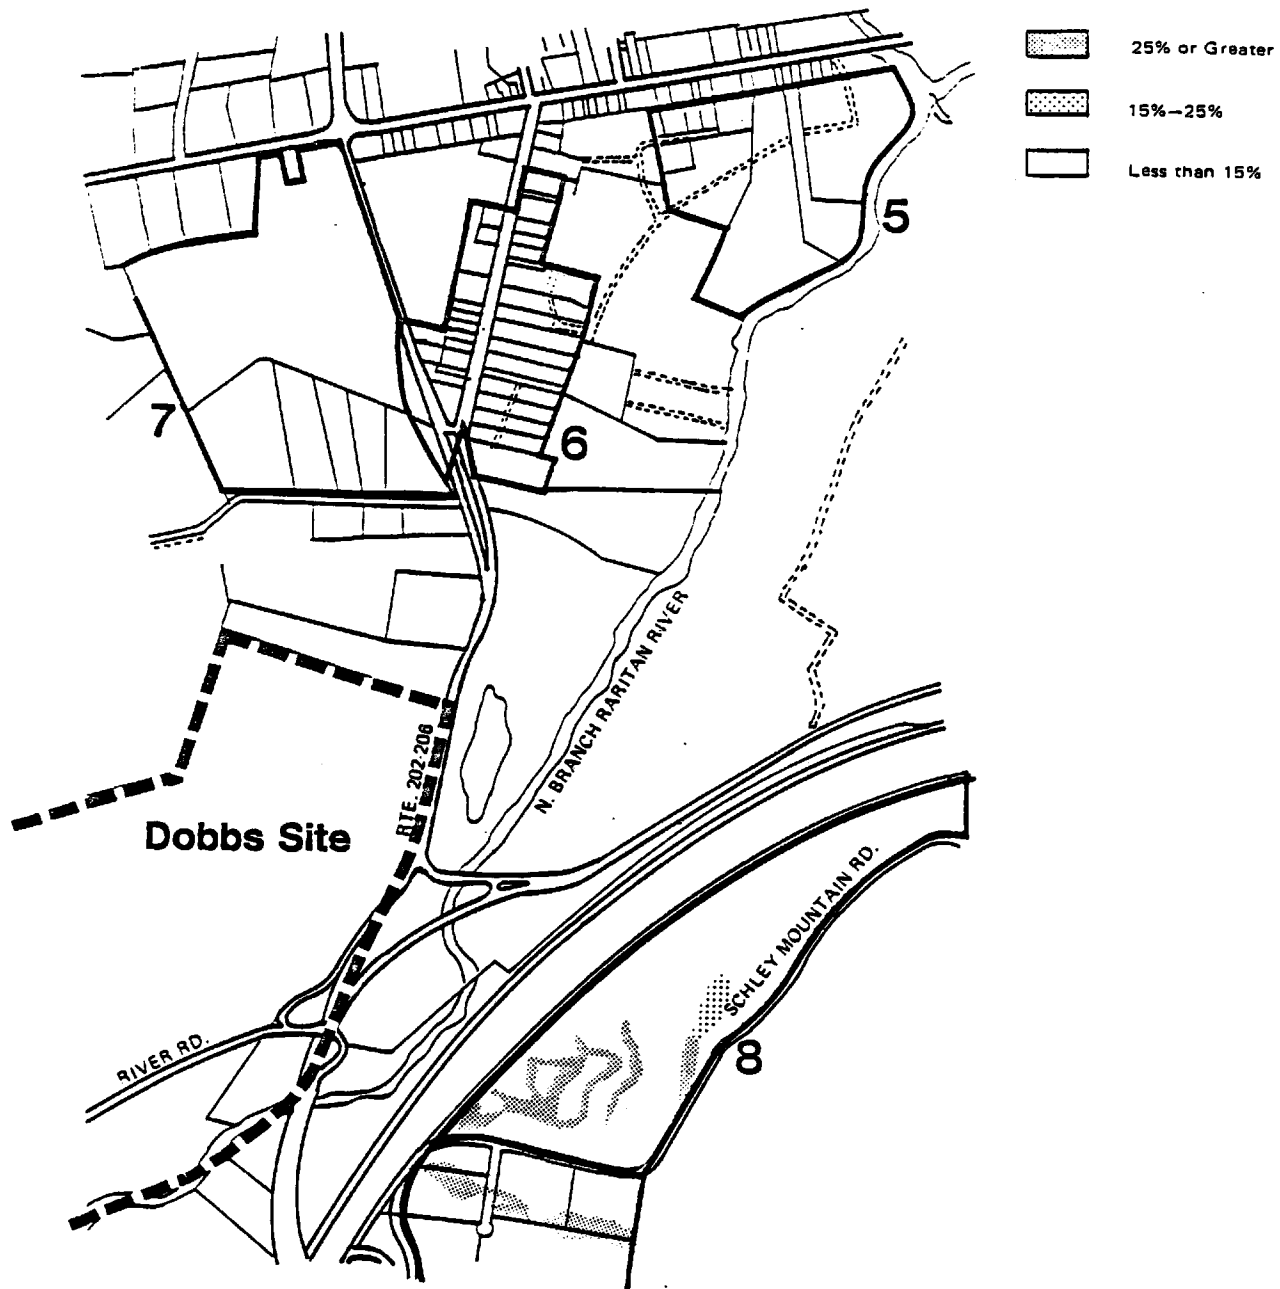 25% or Greater
15%—25%
Less than 15%
5
7
6
N. BRANCH RARITAN RIVER
RTE. 202-206
Dobbs Site
SCHLEY MOUNTAIN RD.
RIVER RD.
8